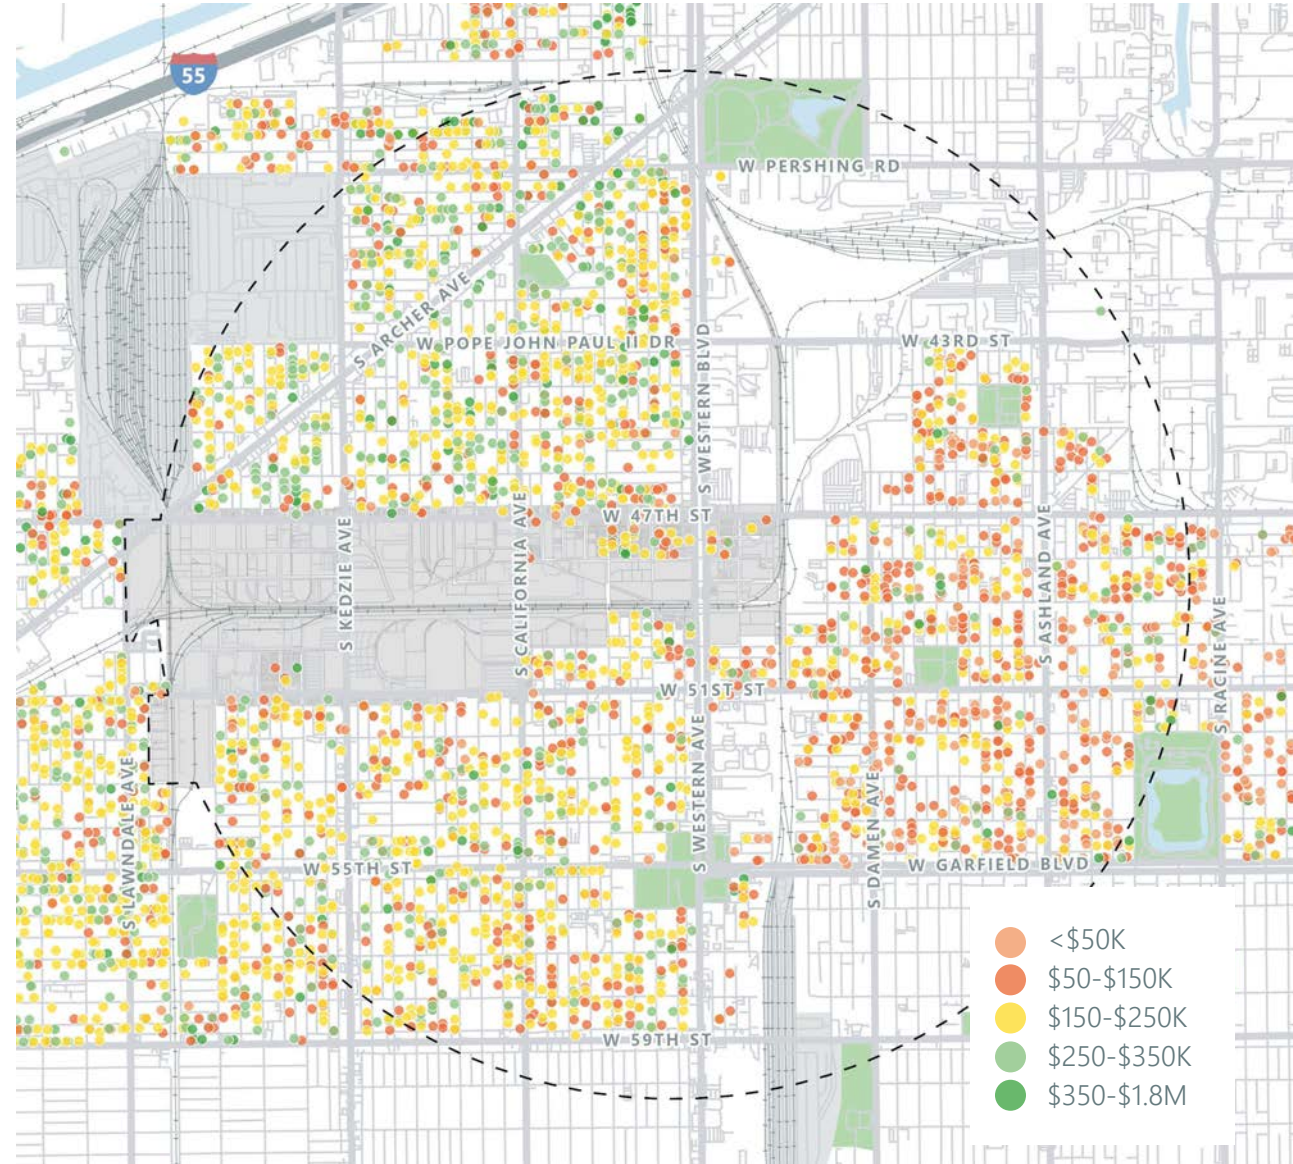 55
W PERSHING RD
S ARCHER AVE
W POPE JOHN PAUL II DR
W 43RD ST
S WESTERN BLVD
W 47TH ST
S KEDZIE AVE
S CALIFORNIA AVE
S ASHLAND AVE
S RACINE AVE
W 51ST ST
S WESTERN AVE
S LAWNDALE AVE
S DAMEN AVE
W 55TH ST
W GARFIELD BLVD
W 59TH ST
<$50K
$50-$150K
$150-$250K
$250-$350K
$350-$1.8M